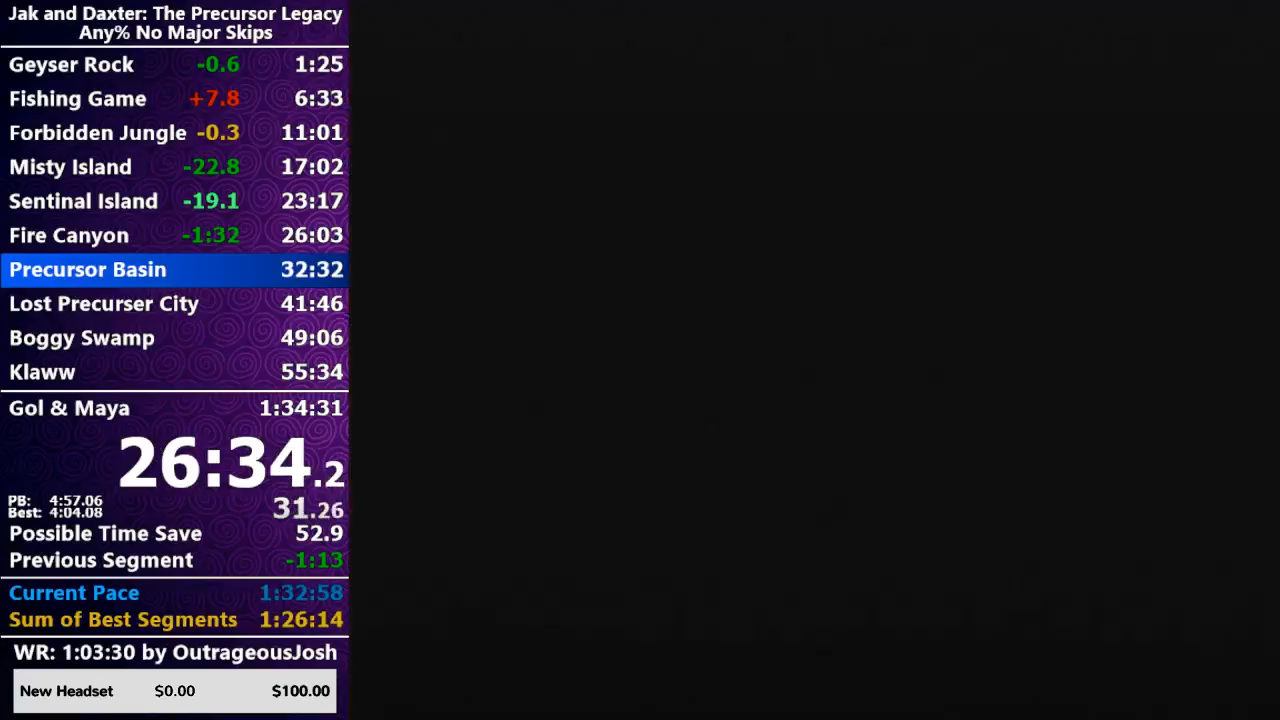 Jak and Daxter: The Precursor Legacy
Any% No Major Skips
Geyser Rock -0.6 1:25
Fishing Game +7.8 6:33
Forbidden Jungle -0.3 11:01
Misty Island -22.8 17:02
Sentinal Island -19.1 23:17
Fire Canyon -1:32 26:03
Precursor Basin 32:32
Lost Precurser City 41:46
Boggy Swamp 49:06
Klaww 55:34
Gol & Maya 1:34:31
26:34.2
PB: 4:57.06
Best: 4:04.08 31.26
Possible Time Save 52.9
Previous Segment -1:13
Current Pace 1:32:58
Sum of Best Segments 1:26:14
WR: 1:03:30 by OutrageousJosh
New Headset $0.00 $100.00